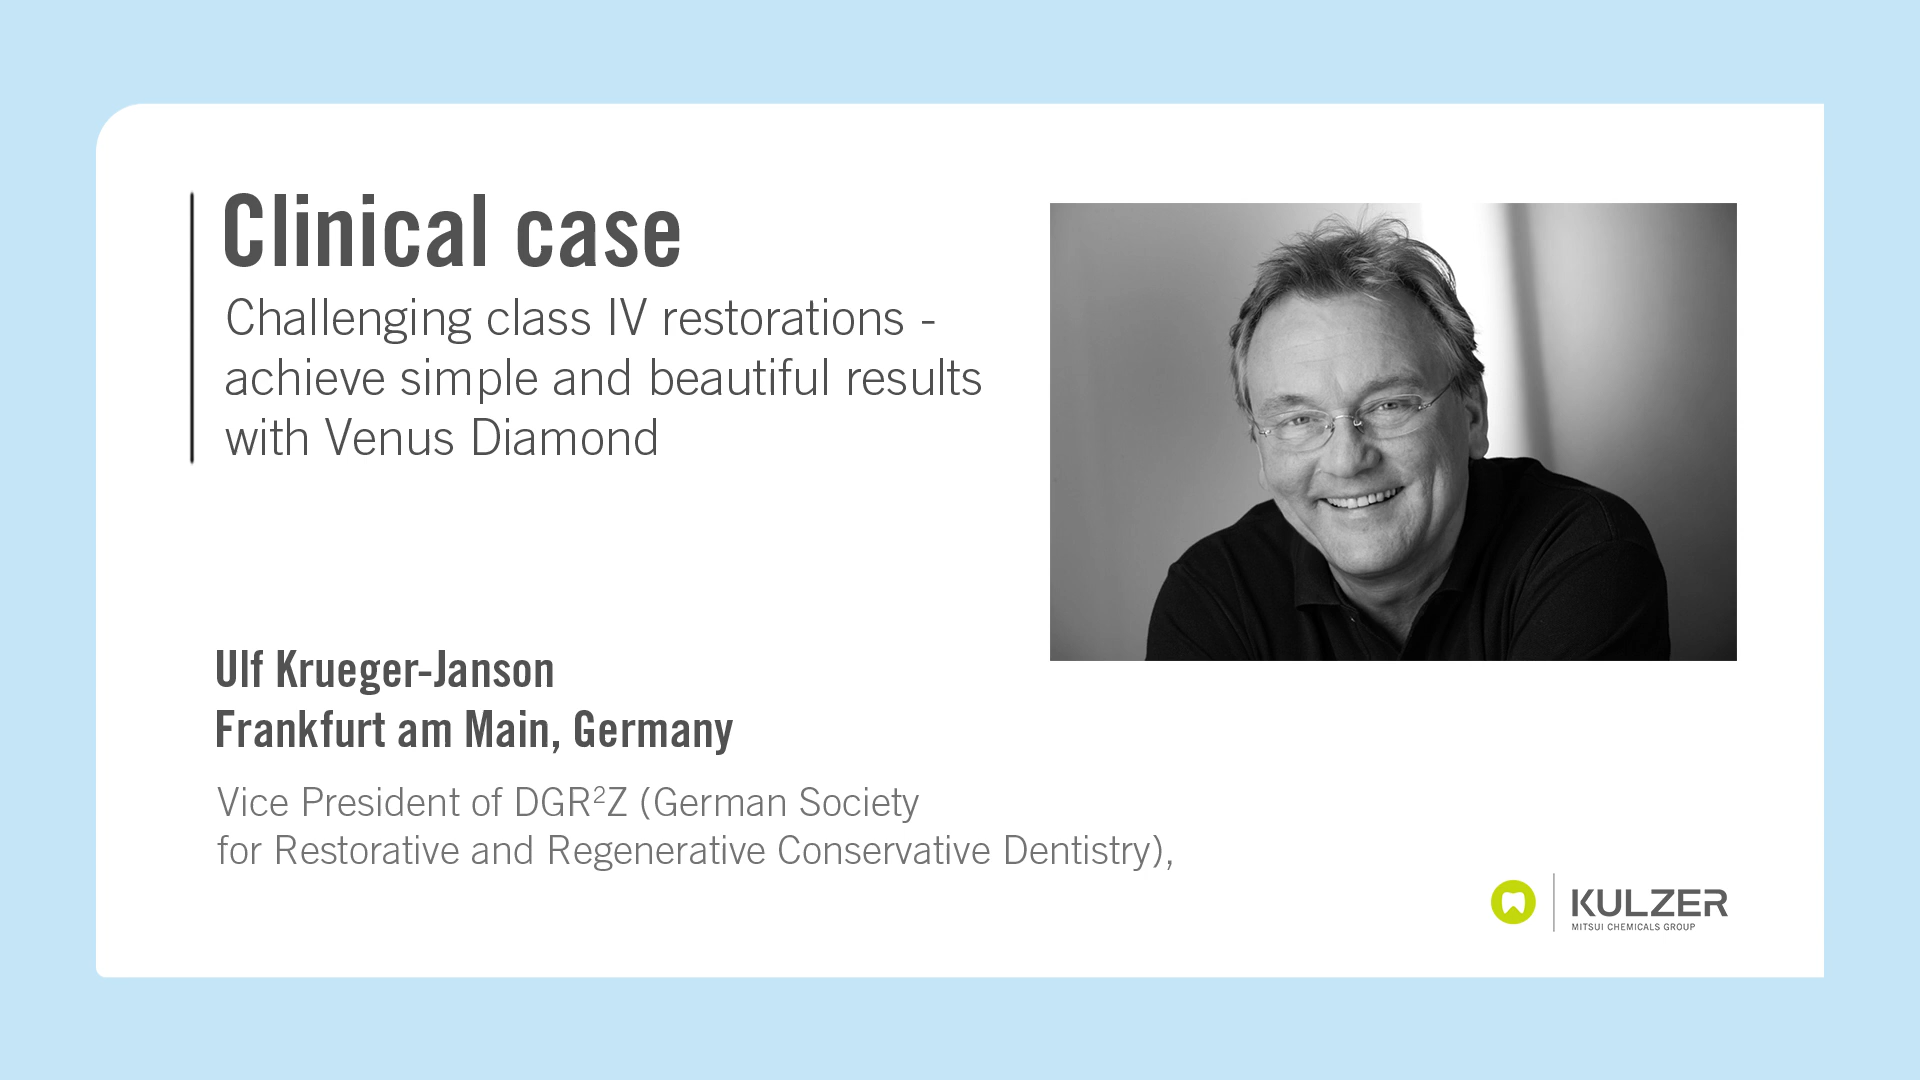 Clinical case
Challenging class IV restorations -
achieve simple and beautiful results
with Venus Diamond
Ulf Krueger-Janson
Frankfurt am Main, Germany
Vice President of DGR²Z (German Society
for Restorative and Regenerative Conservative Dentistry),
KULZER
MITSUI CHEMICALS GROUP